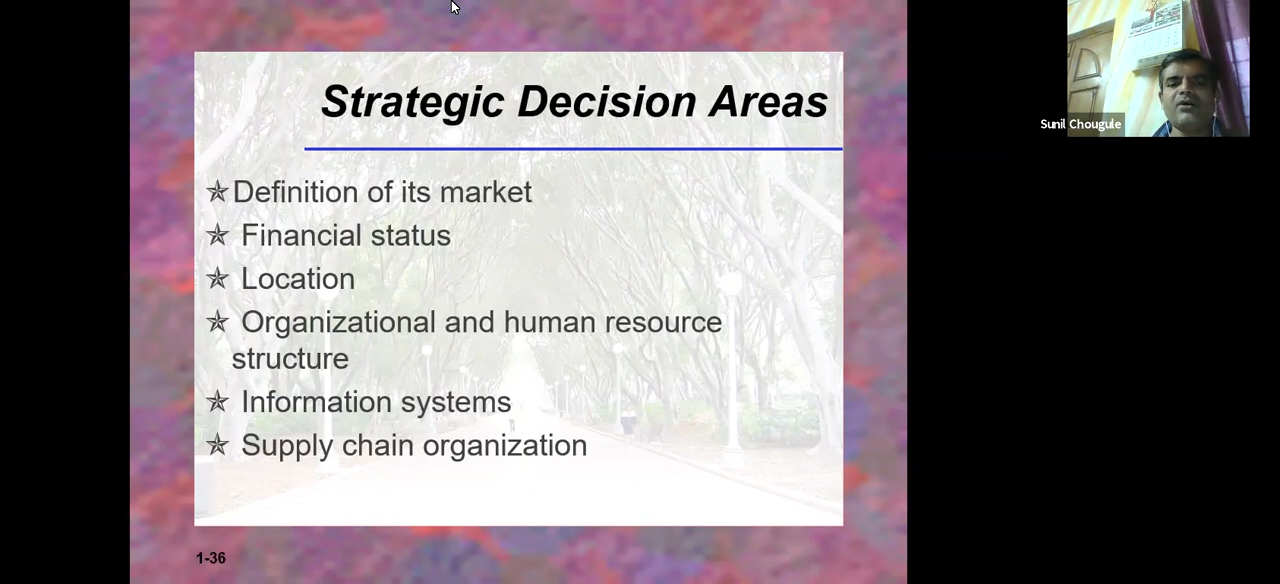 Strategic Decision Areas
✯Definition of its market
✯ Financial status
✯ Location
✯ Organizational and human resource
structure
✯ Information systems
✯ Supply chain organization
1-36
Sunil Chougule